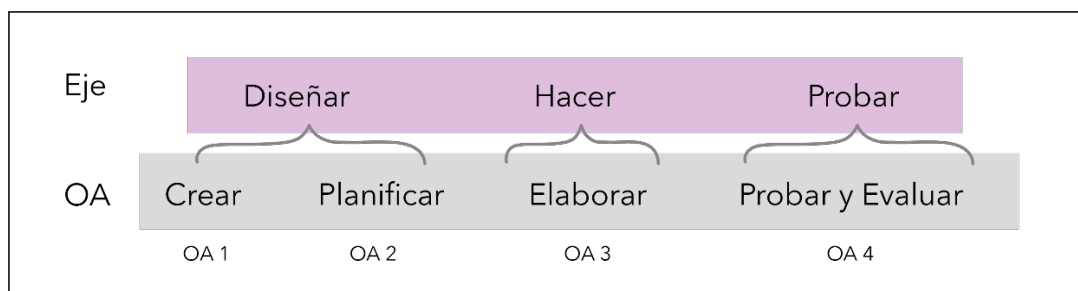 Eje
Diseñar Hacer Probar
OA
Crear Planificar Elaborar Probar y Evaluar
OA 1 OA 2 OA 3 OA 4